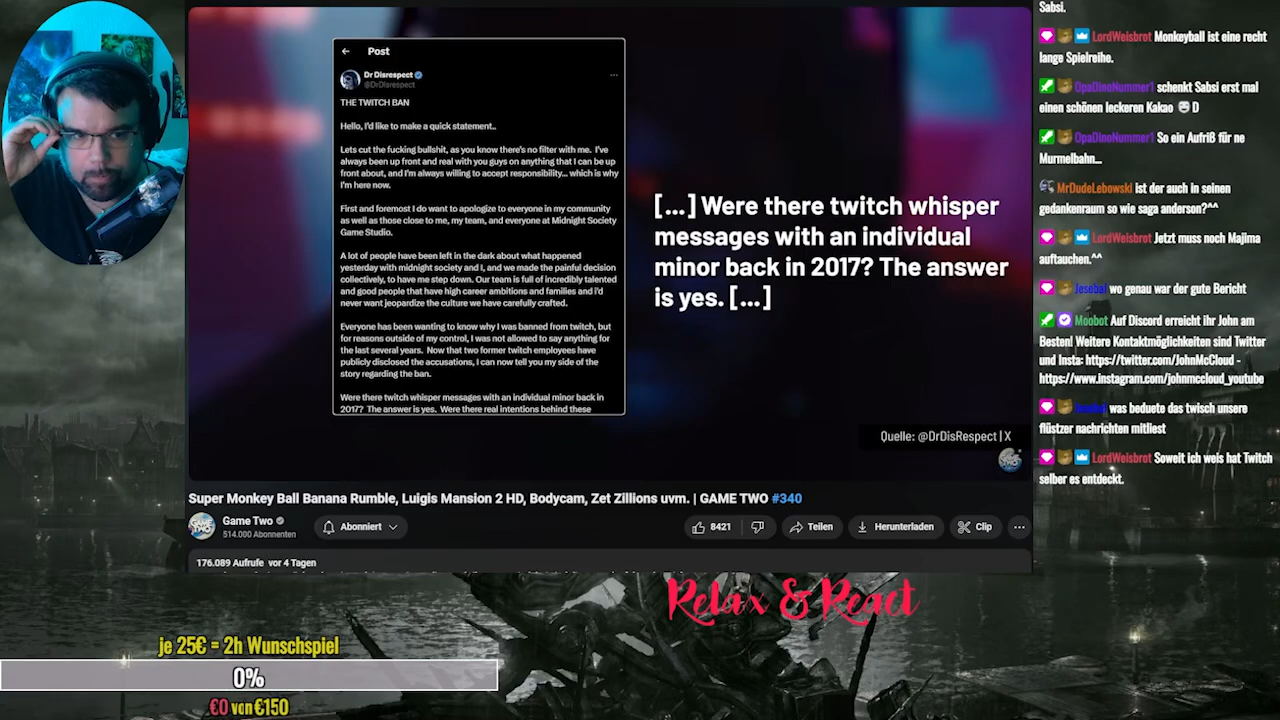 Post
Dr Disrespect
@DrDisrespect
THE TWITCH BAN
Hello, I'd like to make a quick statement..
Lets cut the fucking bullshit, as you know there's no filter with me. I've
always been up front and real with you guys on anything that I can be up
front about, and I'm always willing to accept responsibility... which is why
I'm here now.
First and foremost I do want to apologize to everyone in my community
as well as those close to me, my team, and everyone at Midnight Society
Game Studio.
A lot of people have been left in the dark about what happened
yesterday with midnight society and I, and we made the painful decision
collectively, to have me step down. Our team is full of incredibly talented
and good people that have high career ambitions and families and I'd
never want jeopardize the culture we have carefully crafted.
Everyone has been wanting to know why I was banned from twitch, but
for reasons outside of my control, I was not allowed to say anything for
the last several years. Now that two former twitch employees have
publicly disclosed the accusations, I can now tell you my side of the
story regarding the ban.
Were there twitch whisper messages with an individual minor back in
2017? The answer is yes. Were there real intentions behind these
[...] Were there twitch whisper
messages with an individual
minor back in 2017? The answer
is yes. [...]
Quelle: @DrDisRespect | X
GAME TWO
Super Monkey Ball Banana Rumble, Luigis Mansion 2 HD, Bodycam, Zet Zillions uvm. | GAME TWO #340
GAME TWO
Game Two
514.000 Abonnenten
Abonniert
8421
Teilen
Herunterladen
Clip
176.089 Aufrufe vor 4 Tagen
Relax & React
je 25€ = 2h Wunschspiel
0%
€0 von €150
Sabsi.
LordWeisbrot Monkeyball ist eine recht
lange Spielreihe.
OpaDinoNummer1 schenkt Sabsi erst mal
einen schönen leckeren Kakao D
OpaDinoNummer1 So ein Aufriß für ne
Murmelbahn...
MrDudeLebowski ist der auch in seinen
gedankenraum so wie saga anderson?^^
LordWeisbrot Jetzt muss noch Majima
auftauchen.^^
Jesebal wo genau war der gute Bericht
Moobot Auf Discord erreicht ihr John am
Besten! Weitere Kontaktmöglichkeiten sind Twitter
und Insta: https://twitter.com/JohnMcCloud -
https://www.instagram.com/johnmccloud_youtube
Jesebal was beduete das twisch unsere
flüstzer nachrichten mitliest
LordWeisbrot Soweit ich weis hat Twitch
selber es entdeckt.